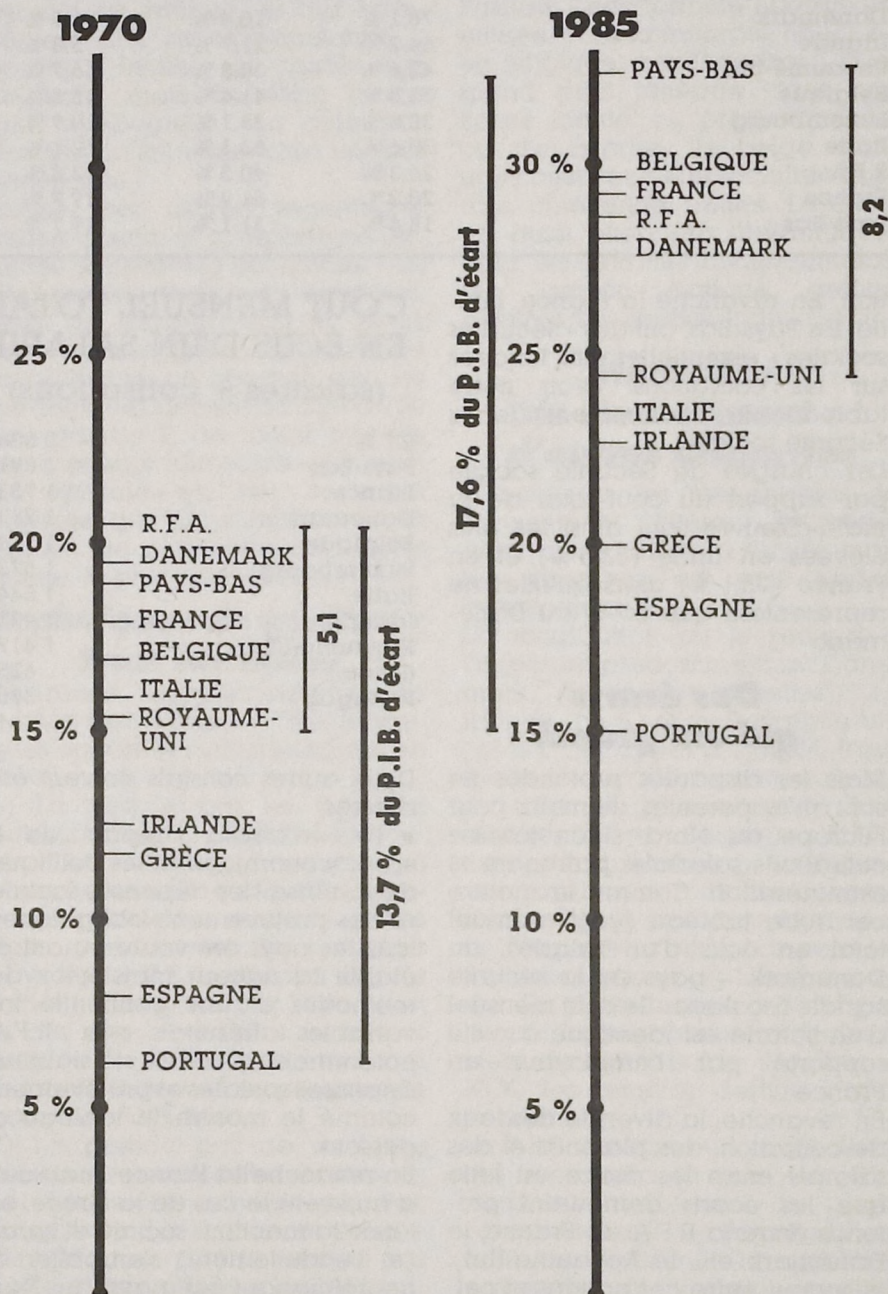 1970
25 %
R.F.A.
20 %
DANEMARK
PAYS-BAS
FRANCE
BELGIQUE
ITALIE
ROYAUME-
UNI
15 %
IRLANDE
GRÈCE
10 %
ESPAGNE
PORTUGAL
5 %
5,1
13,7 % du P.I.B. d'écart
1985
PAYS-BAS
30 %
BELGIQUE
FRANCE
R.F.A.
DANEMARK
25 %
ROYAUME-UNI
ITALIE
IRLANDE
20 %
GRÈCE
ESPAGNE
15 %
PORTUGAL
10 %
5 %
17,6 % du P.I.B. d'écart
8,2